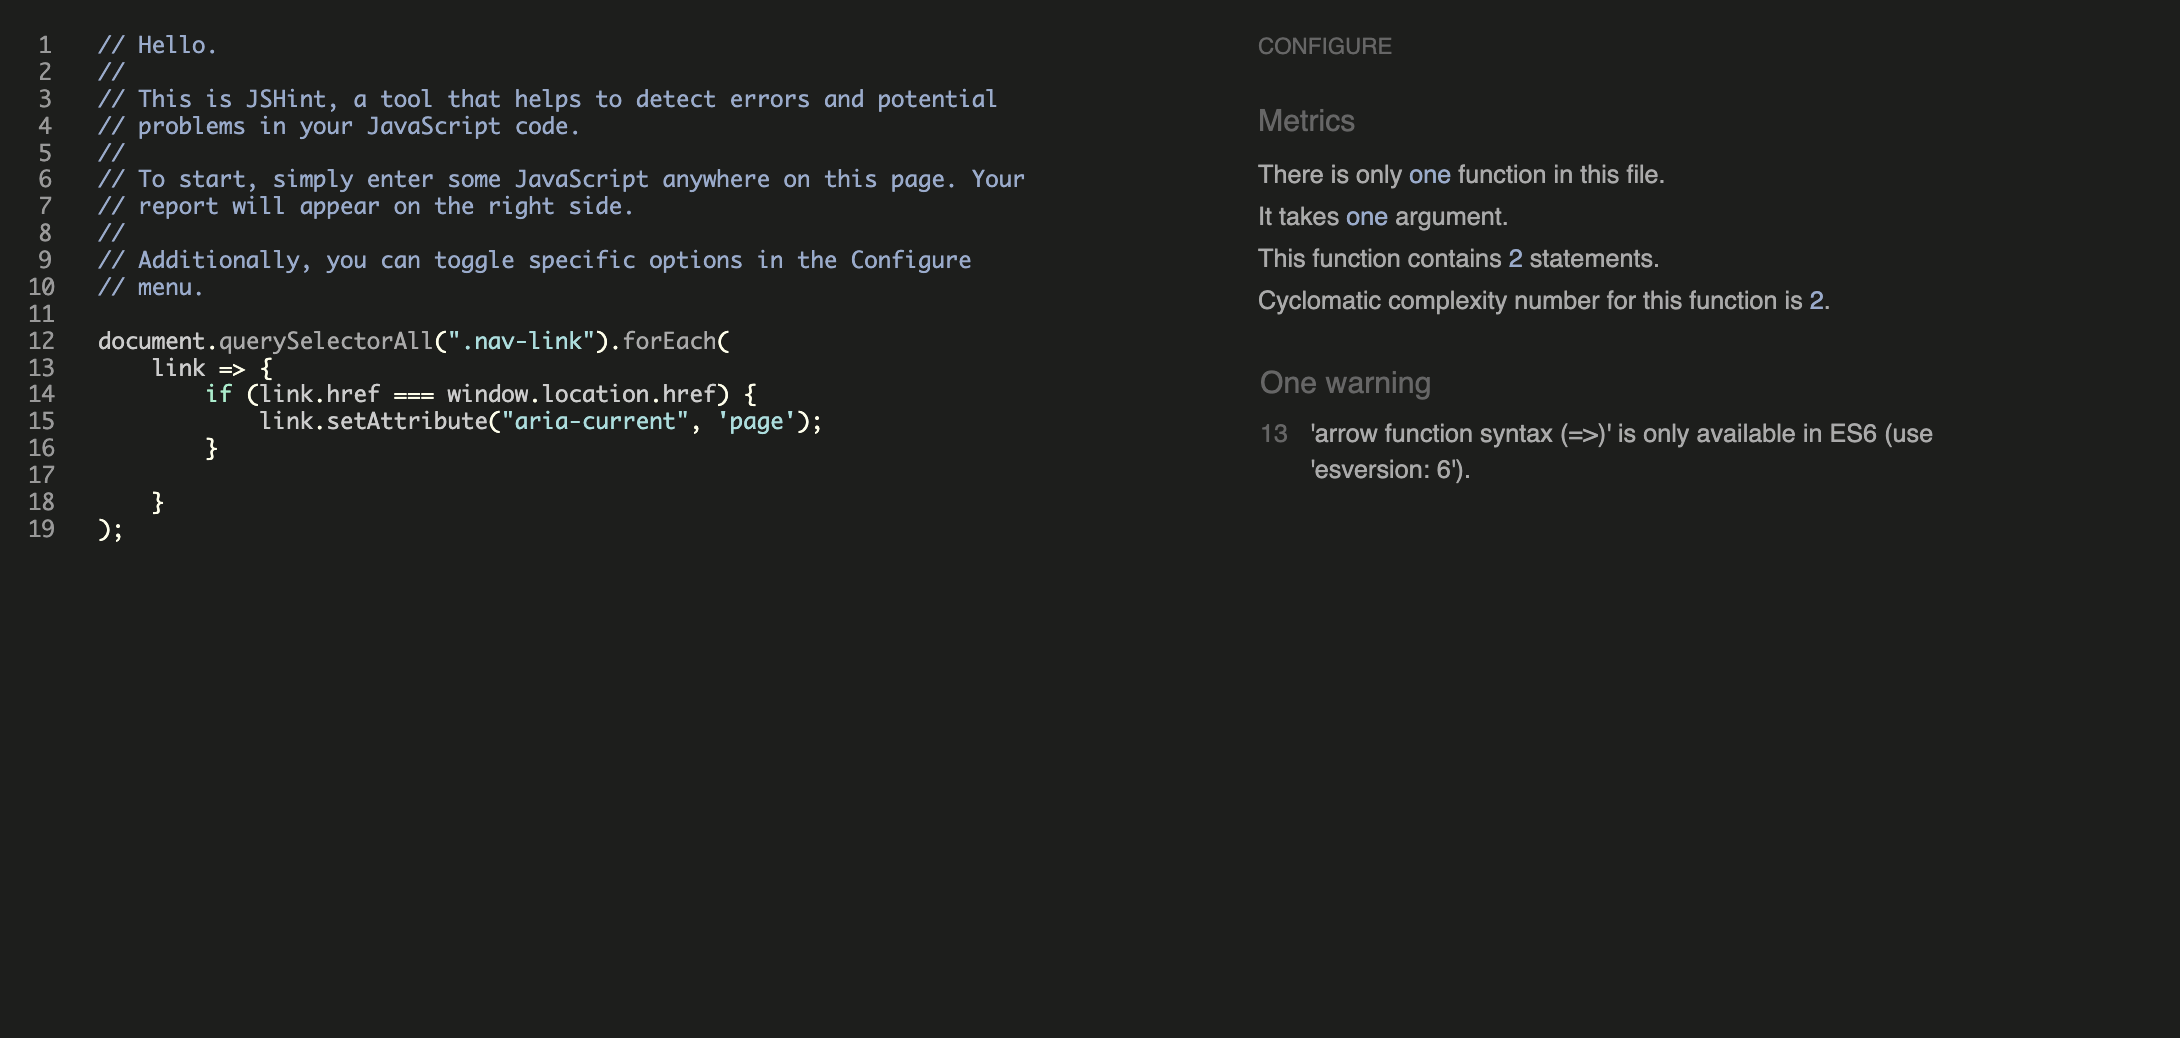 1 // Hello.
2 //
3 // This is JSHint, a tool that helps to detect errors and potential
4 // problems in your JavaScript code.
5 //
6 // To start, simply enter some JavaScript anywhere on this page. Your
7 // report will appear on the right side.
8 //
9 // Additionally, you can toggle specific options in the Configure
10 // menu.
11
12 document.querySelectorAll(".nav-link").forEach(
13     link => {
14         if (link.href === window.location.href) {
15             link.setAttribute("aria-current", 'page');
16         }
17
18     }
19 );
CONFIGURE
Metrics
There is only one function in this file.
It takes one argument.
This function contains 2 statements.
Cyclomatic complexity number for this function is 2.
One warning
13 'arrow function syntax (=>)' is only available in ES6 (use
'esversion: 6').